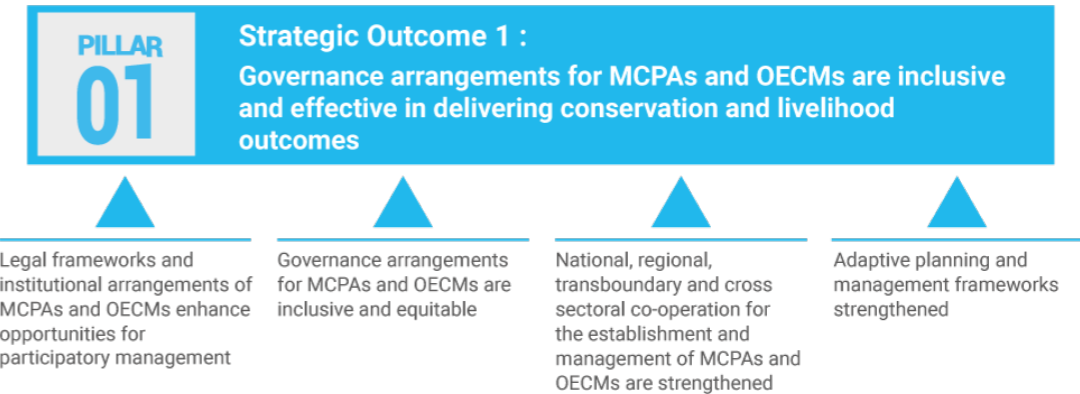 PILLAR
01
Strategic Outcome 1 :
Governance arrangements for MCPAs and OECMs are inclusive
and effective in delivering conservation and livelihood
outcomes
Legal frameworks and
institutional arrangements of
MCPAs and OECMs enhance
opportunities for
participatory management
Governance arrangements
for MCPAs and OECMs are
inclusive and equitable
National, regional,
transboundary and cross
sectoral co-operation for
the establishment and
management of MCPAs and
OECMs are strengthened
Adaptive planning and
management frameworks
strengthened